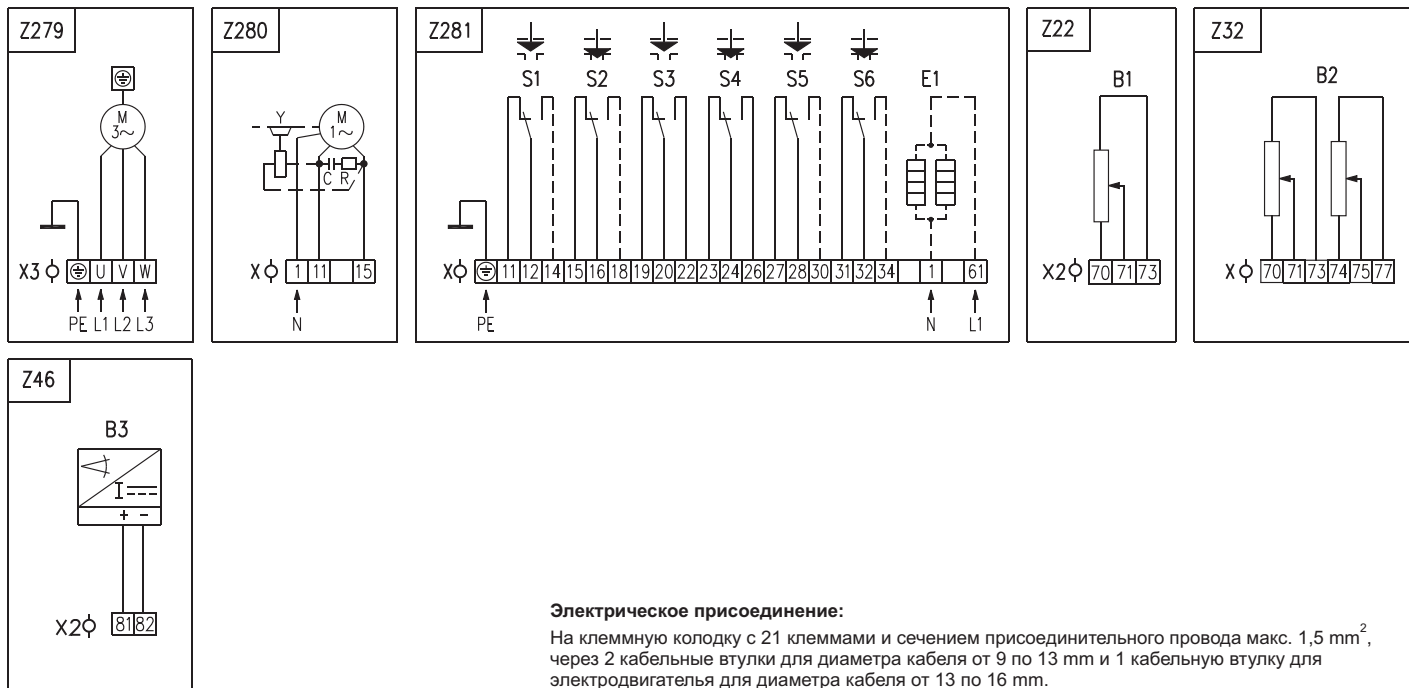 Z279
M
3~
X3 U V W
PE L1 L2 L3
Z280
Y M
1~
C R
X 1 11 15
N
Z281
S1 S2 S3 S4 S5 S6 E1
X 11 12 14 15 16 18 19 20 22 23 24 26 27 28 30 31 32 34 1 61
PE N L1
Z22
B1
X2 70 71 73
Z32
B2
X 70 71 73 74 75 77
Z46
B3
I
+ -
X2 81 82
Электрическое присоединение:
На клеммную колодку с 21 клеммами и сечением присоединительного провода макс. 1,5 mm²,
через 2 кабельные втулки для диаметра кабеля от 9 по 13 mm и 1 кабельную втулку для
электродвигателья для диаметра кабеля от 13 по 16 mm.